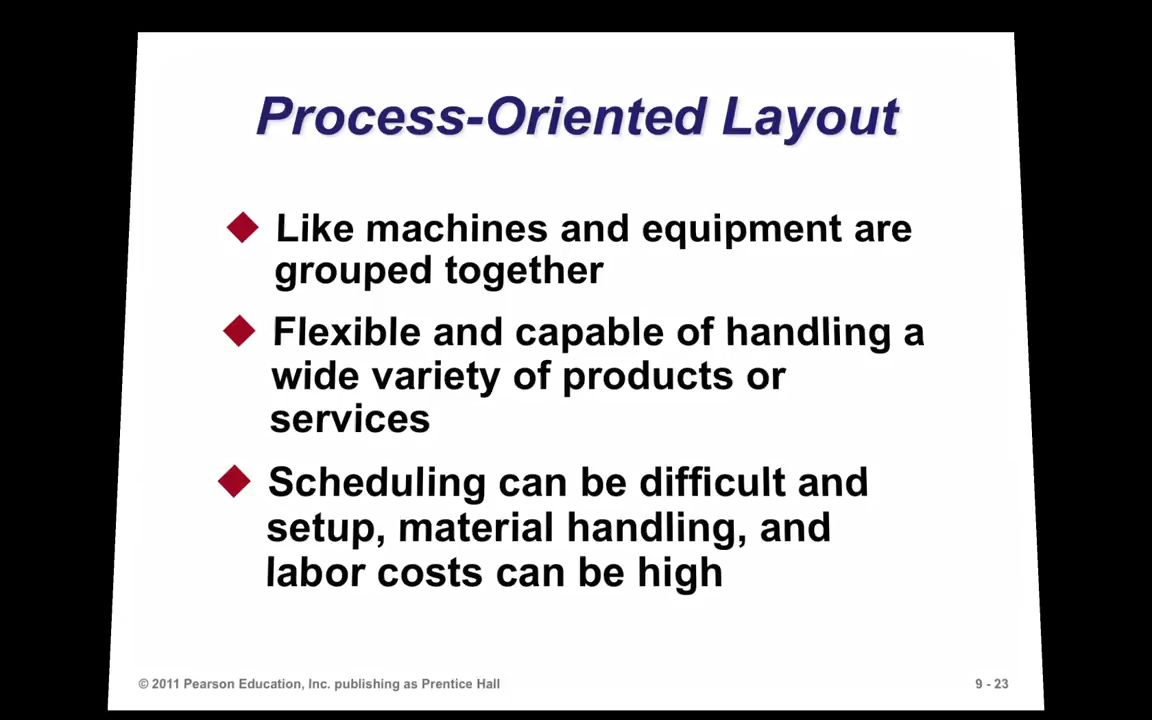 Process-Oriented Layout
Like machines and equipment are
grouped together
Flexible and capable of handling a
wide variety of products or
services
Scheduling can be difficult and
setup, material handling, and
labor costs can be high
© 2011 Pearson Education, Inc. publishing as Prentice Hall
9 - 23